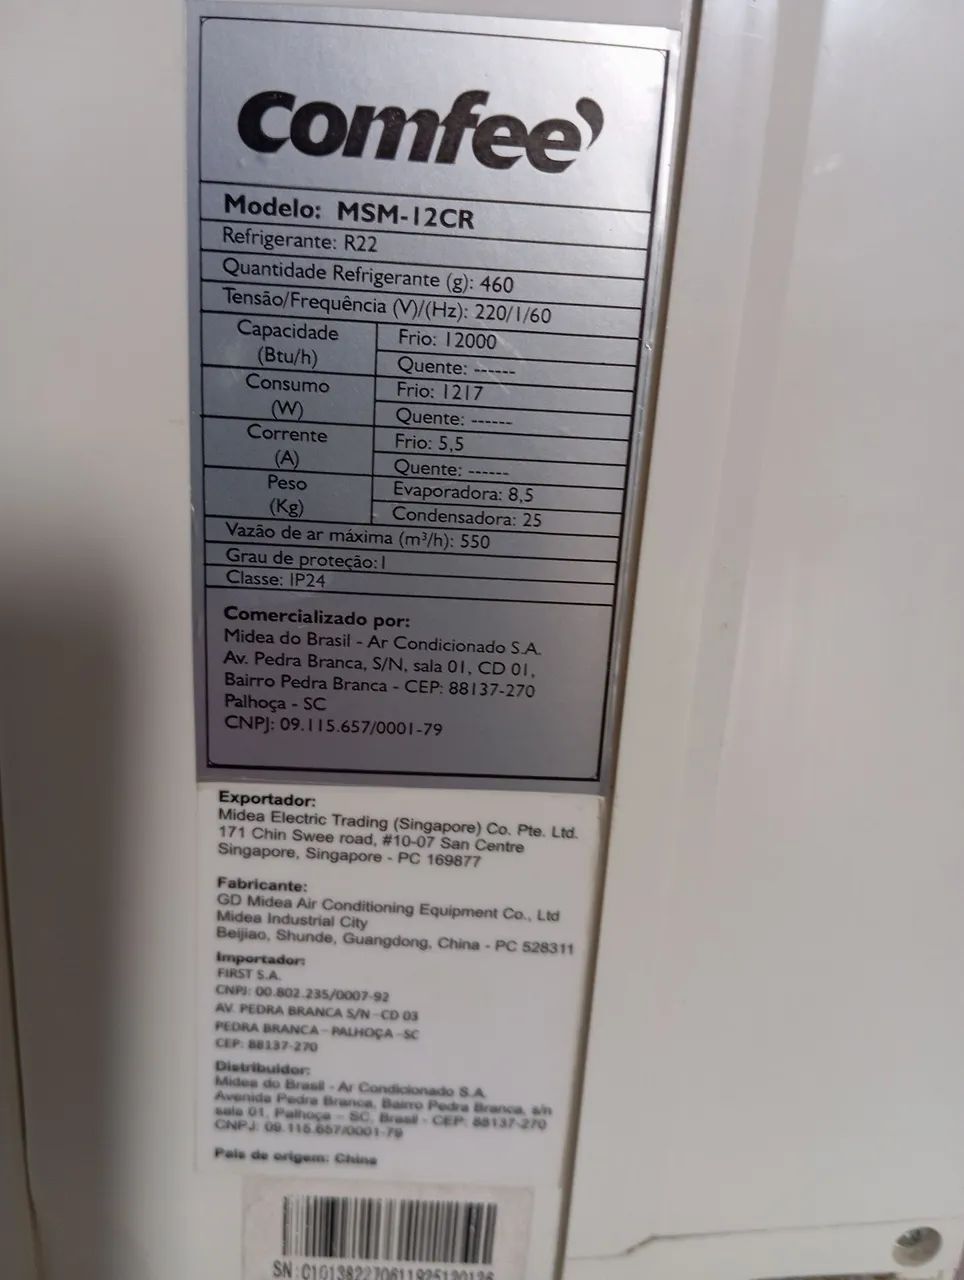 comfee'
Modelo: MSM-12CR
Refrigerante: R22
Quantidade Refrigerante (g): 460
Tensão/Frequência (V)/(Hz): 220/1/60
Capacidade
(Btu/h)
Frio: 12000
Quente: ------
Consumo
(W)
Frio: 1217
Quente: ------
Corrente
(A)
Frio: 5,5
Quente: ------
Peso
(Kg)
Evaporadora: 8,5
Condensadora: 25
Vazão de ar máxima (m³/h): 550
Grau de proteção: I
Classe: IP24
Comercializado por:
Midea do Brasil - Ar Condicionado S.A.
Av. Pedra Branca, S/N, sala 01, CD 01,
Bairro Pedra Branca - CEP: 88137-270
Palhoça - SC
CNPJ: 09.115.657/0001-79
Exportador:
Midea Electric Trading (Singapore) Co. Pte. Ltd.
171 Chin Swee road, #10-07 San Centre
Singapore, Singapore - PC 169877
Fabricante:
GD Midea Air Conditioning Equipment Co., Ltd
Midea Industrial City
Beijiao, Shunde, Guangdong, China - PC 528311
Importador:
FIRST S.A.
CNPJ: 00.802.235/0007-92
AV. PEDRA BRANCA S/N - CD 03
PEDRA BRANCA - PALHOÇA - SC
CEP: 88137-270
Distribuidor:
Midea do Brasil - Ar Condicionado S.A.
Avenida Pedra Branca, Bairro Pedra Branca, s/n
sala 01, Palhoça - SC, Brasil - CEP: 88137-270
CNPJ: 09.115.657/0001-79
País de origem: China
SN: